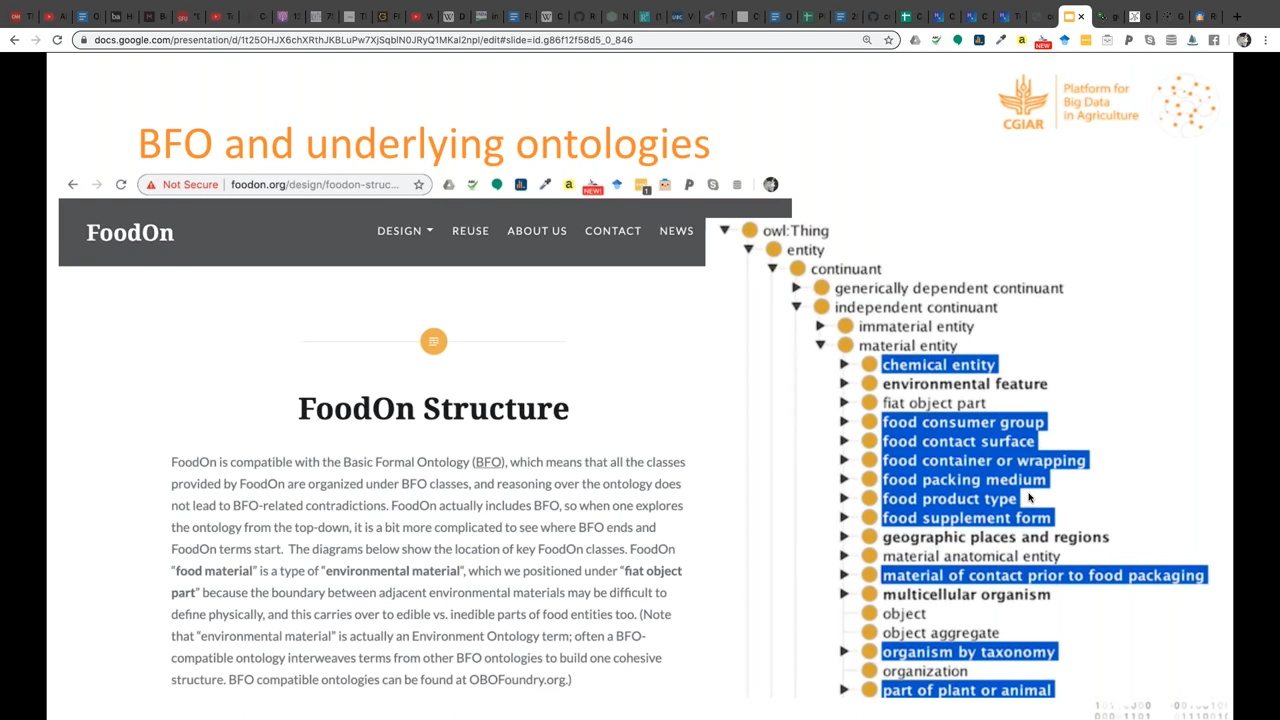 docs.google.com/presentation/d/1t25OHJX6chXRthJKBLuPw7XjSqblN0JRyQ1MKaI2npI/edit#slide=id.g86f12f58d5_0_846
NEW
CGIAR
Platform for
Big Data
in Agriculture
BFO and underlying ontologies
Not Secure
foodon.org/design/foodon-struc...
NEW!
1
FoodOn
DESIGN
REUSE
ABOUT US
CONTACT
NEWS
FoodOn Structure
FoodOn is compatible with the Basic Formal Ontology (BFO), which means that all the classes
provided by FoodOn are organized under BFO classes, and reasoning over the ontology does
not lead to BFO-related contradictions. FoodOn actually includes BFO, so when one explores
the ontology from the top-down, it is a bit more complicated to see where BFO ends and
FoodOn terms start. The diagrams below show the location of key FoodOn classes. FoodOn
“food material” is a type of “environmental material”, which we positioned under “fiat object
part” because the boundary between adjacent environmental materials may be difficult to
define physically, and this carries over to edible vs. inedible parts of food entities too. (Note
that “environmental material” is actually an Environment Ontology term; often a BFO-
compatible ontology interweaves terms from other BFO ontologies to build one cohesive
structure. BFO compatible ontologies can be found at OBOFoundry.org.)
owl:Thing
entity
continuant
generically dependent continuant
independent continuant
immaterial entity
material entity
chemical entity
environmental feature
fiat object part
food consumer group
food contact surface
food container or wrapping
food packing medium
food product type
food supplement form
geographic places and regions
material anatomical entity
material of contact prior to food packaging
multicellular organism
object
object aggregate
organism by taxonomy
organization
part of plant or animal